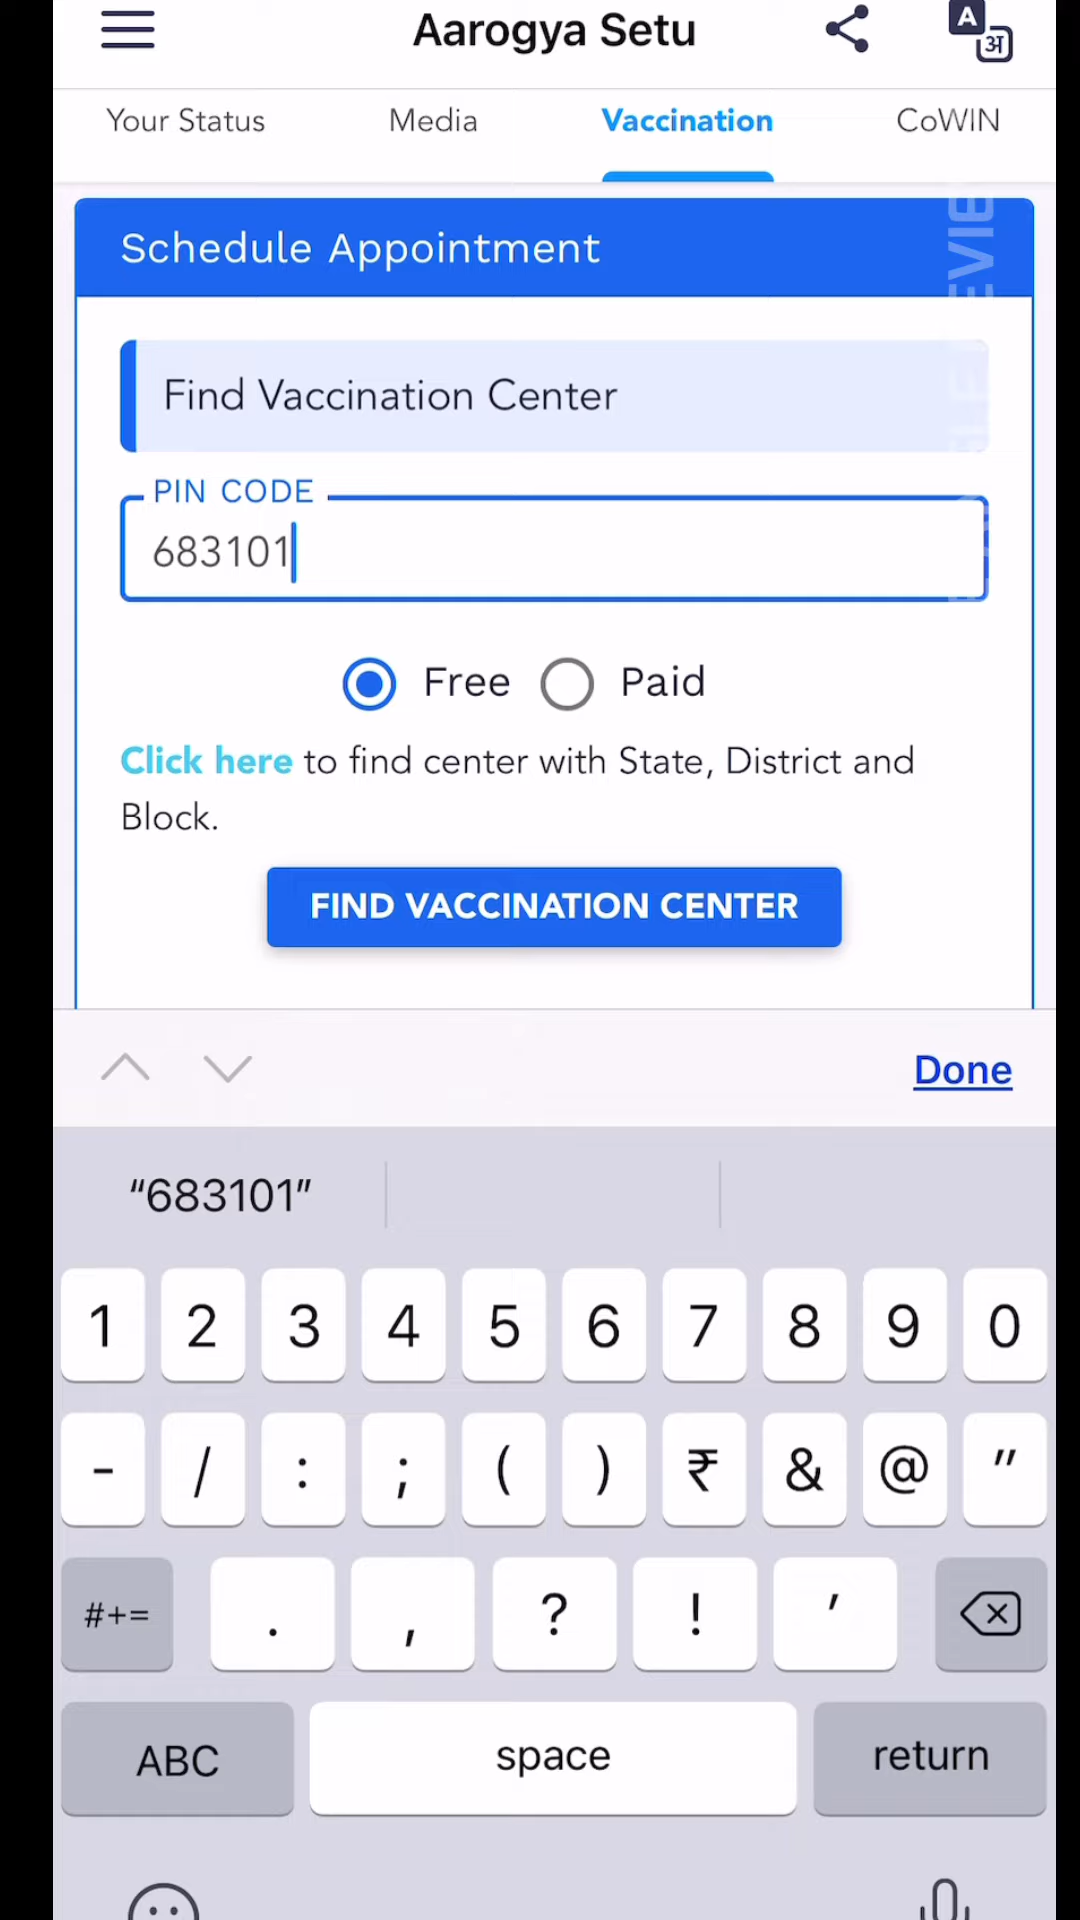 Aarogya Setu
A
अ
Your Status Media Vaccination CoWIN
Schedule Appointment
Find Vaccination Center
PIN CODE
683101
Free Paid
Click here to find center with State, District and
Block.
FIND VACCINATION CENTER
Done
“683101”
1 2 3 4 5 6 7 8 9 0
- / : ; ( ) ₹ & @ "
#+= . , ? ! '
ABC space return